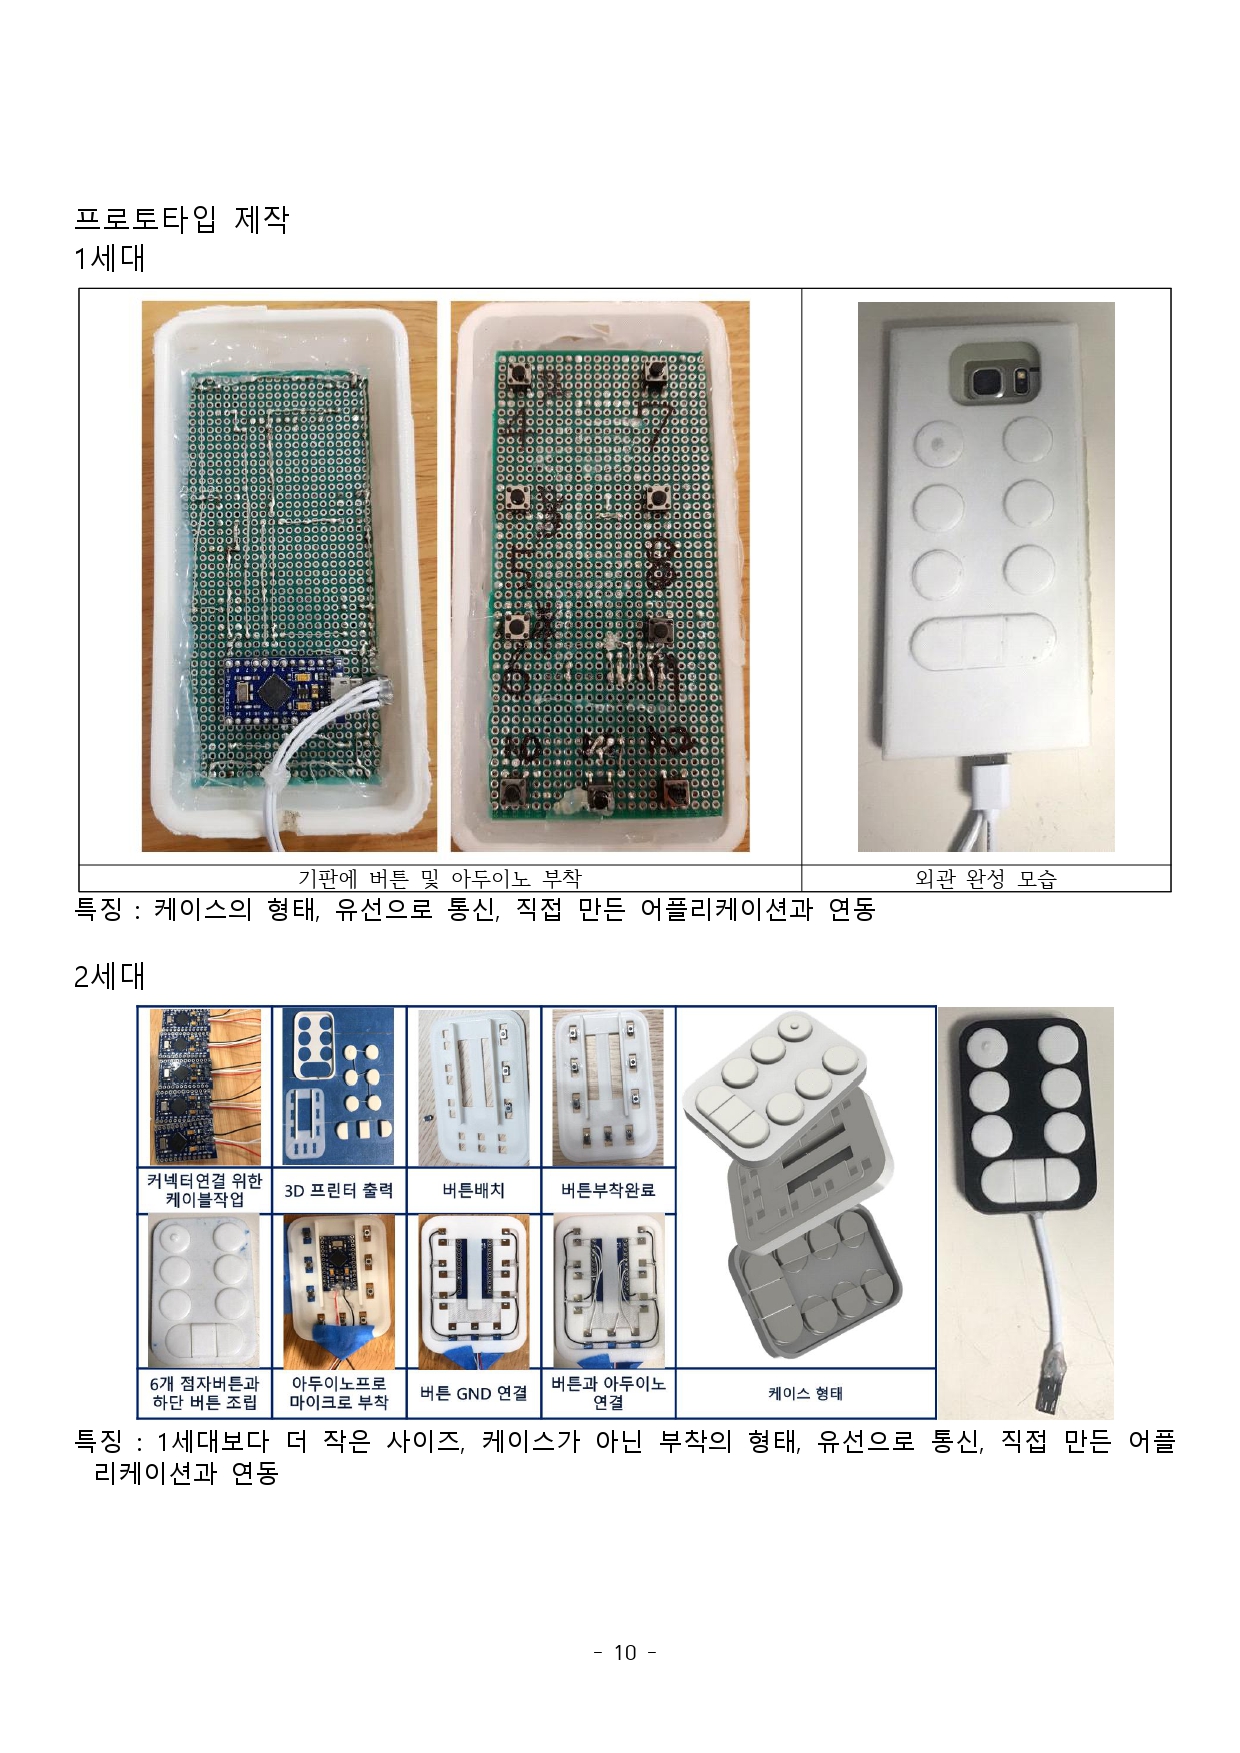 프로토타입 제작
1세대
4 7
5 8
6 9
10 13
기판에 버튼 및 아두이노 부착
외관 완성 모습
특징 : 케이스의 형태, 유선으로 통신, 직접 만든 어플리케이션과 연동
2세대
커넥터연결 위한
케이블작업
3D 프린터 출력
버튼배치
버튼부착완료
6개 점자버튼과
하단 버튼 조립
아두이노프로
마이크로 부착
버튼 GND 연결
버튼과 아두이노
연결
케이스 형태
특징 : 1세대보다 더 작은 사이즈, 케이스가 아닌 부착의 형태, 유선으로 통신, 직접 만든 어플
리케이션과 연동
- 10 -